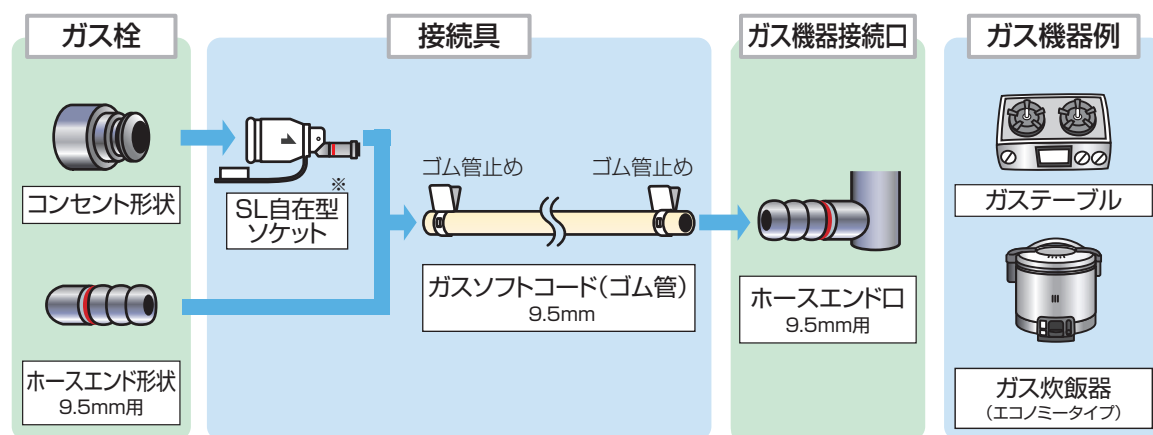 ガス栓
接続具
ガス機器接続口
ガス機器例
コンセント形状
※
SL自在型
ソケット
ゴム管止め
ゴム管止め
ガスソフトコード(ゴム管)
9.5mm
ホースエンド形状
9.5mm用
ホースエンド口
9.5mm用
ガステーブル
ガス炊飯器
(エコノミータイプ)